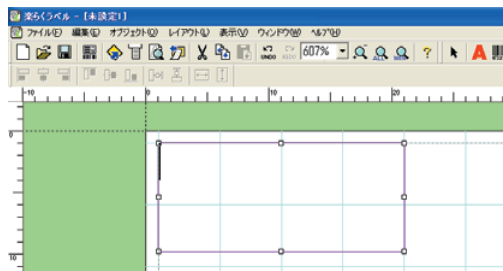 楽らくラベル - [未設定1]
ファイル(F) 編集(E) オブジェクト(O) レイアウト(L) 表示(V) ウィンドウ(W) ヘルプ(H)
UNDO 607% ALL ? A
-10 0 10 20
0
10